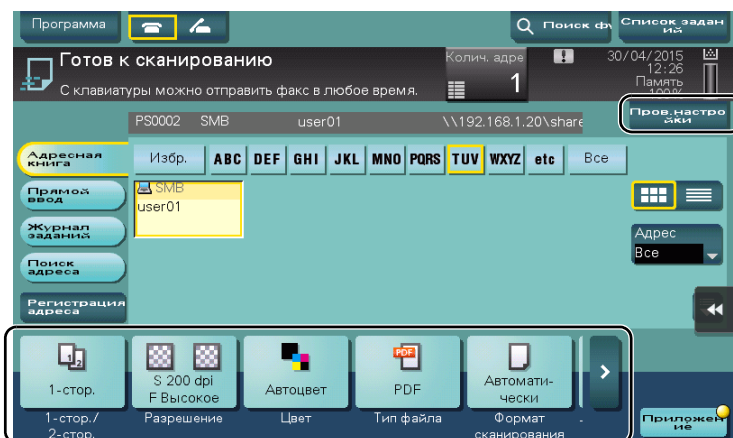 Программа
Поиск фу
Список задан
ий
Готов к сканированию
С клавиатуры можно отправить факс в любое время.
Колич. адре
1
30/04/2015
12:26
Память
100%
PS0002 SMB user01 \\192.168.1.20\share
Пров.настро
йки
Адресная
книга
Избр. ABC DEF GHI JKL MNO PQRS TUV WXYZ etc Все
Прямой
ввод
SMB
user01
Журнал
заданий
Адрес
Все
Поиск
адреса
Регистрация
адреса
1-стор.
S 200 dpi
F Высокое
Автоцвет
PDF
PDF
Автомати-
чески
1-стор./
2-стор.
Разрешение
Цвет
Тип файла
Формат
сканирования
Приложен
ие